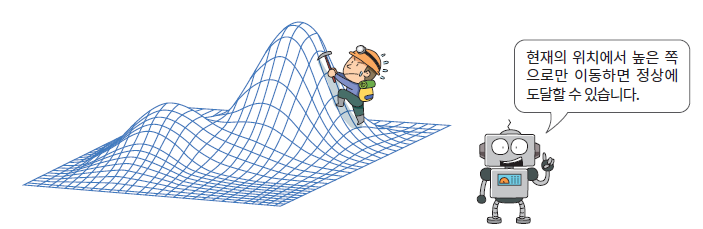 현재의 위치에서 높은 쪽
으로만 이동하면 정상에
도달할 수 있습니다.